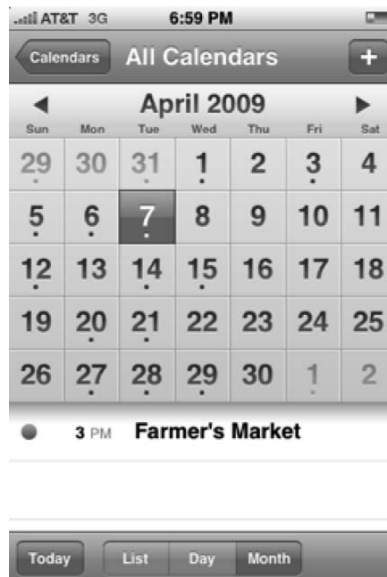 AT&T 3G 6:59 PM
Calendars All Calendars +
April 2009
Sun Mon Tue Wed Thu Fri Sat
29 30 31 1 2 3 4
5 6 7 8 9 10 11
12 13 14 15 16 17 18
19 20 21 22 23 24 25
26 27 28 29 30 1 2
3 PM Farmer's Market
Today List Day Month